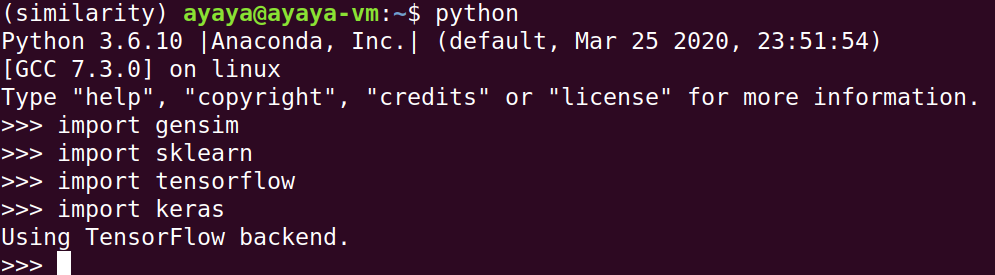 (similarity) ayaya@ayaya-vm:~$ python
Python 3.6.10 |Anaconda, Inc.| (default, Mar 25 2020, 23:51:54)
[GCC 7.3.0] on linux
Type "help", "copyright", "credits" or "license" for more information.
>>> import gensim
>>> import sklearn
>>> import tensorflow
>>> import keras
Using TensorFlow backend.
>>>